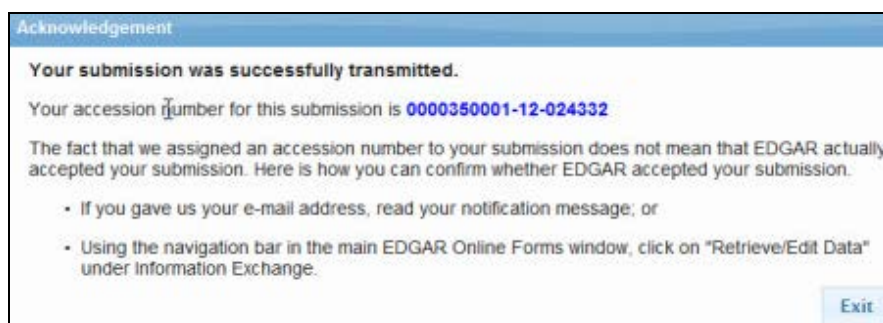 Acknowledgement
Your submission was successfully transmitted.
Your accession number for this submission is 0000350001-12-024332
The fact that we assigned an accession number to your submission does not mean that EDGAR actually
accepted your submission. Here is how you can confirm whether EDGAR accepted your submission.
• If you gave us your e-mail address, read your notification message; or
• Using the navigation bar in the main EDGAR Online Forms window, click on "Retrieve/Edit Data"
under Information Exchange.
Exit